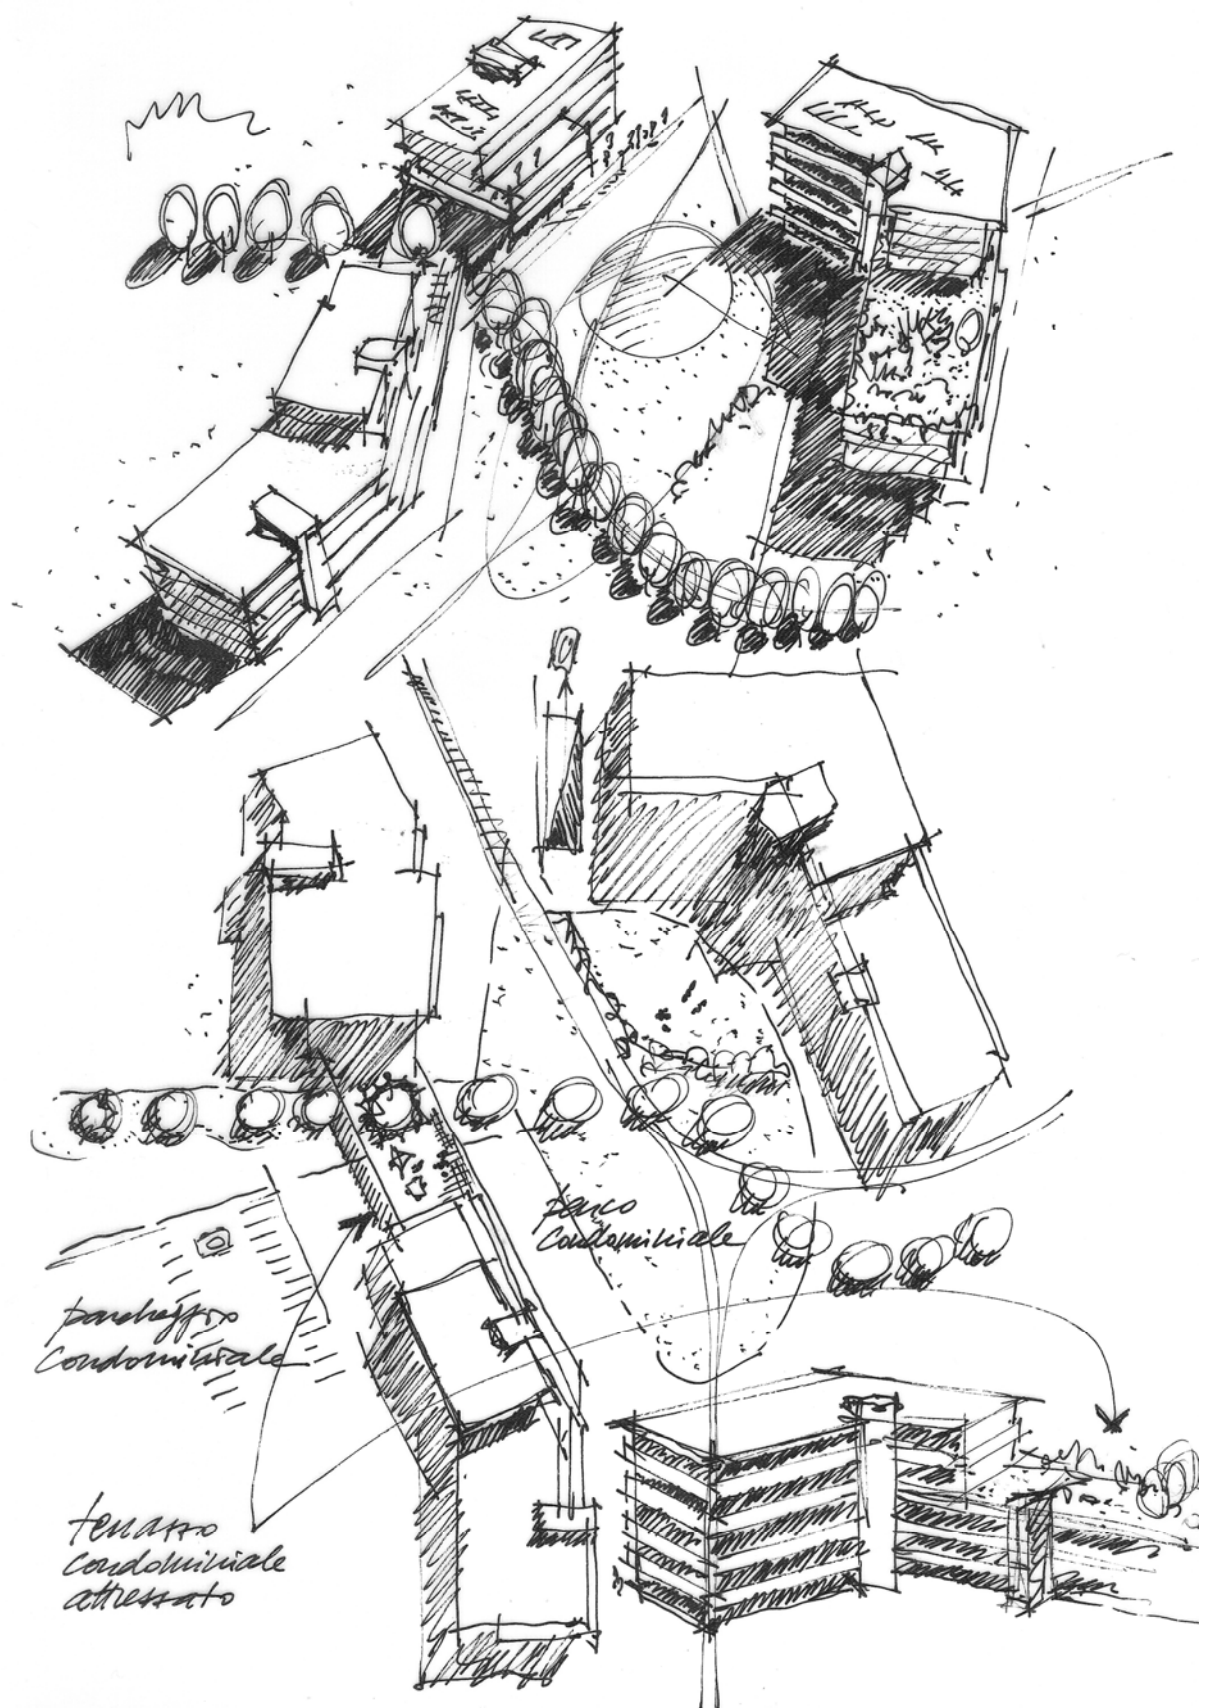 parco
condominiale
parcheggio
condominiale
terrazzo
condominiale
attrezzato